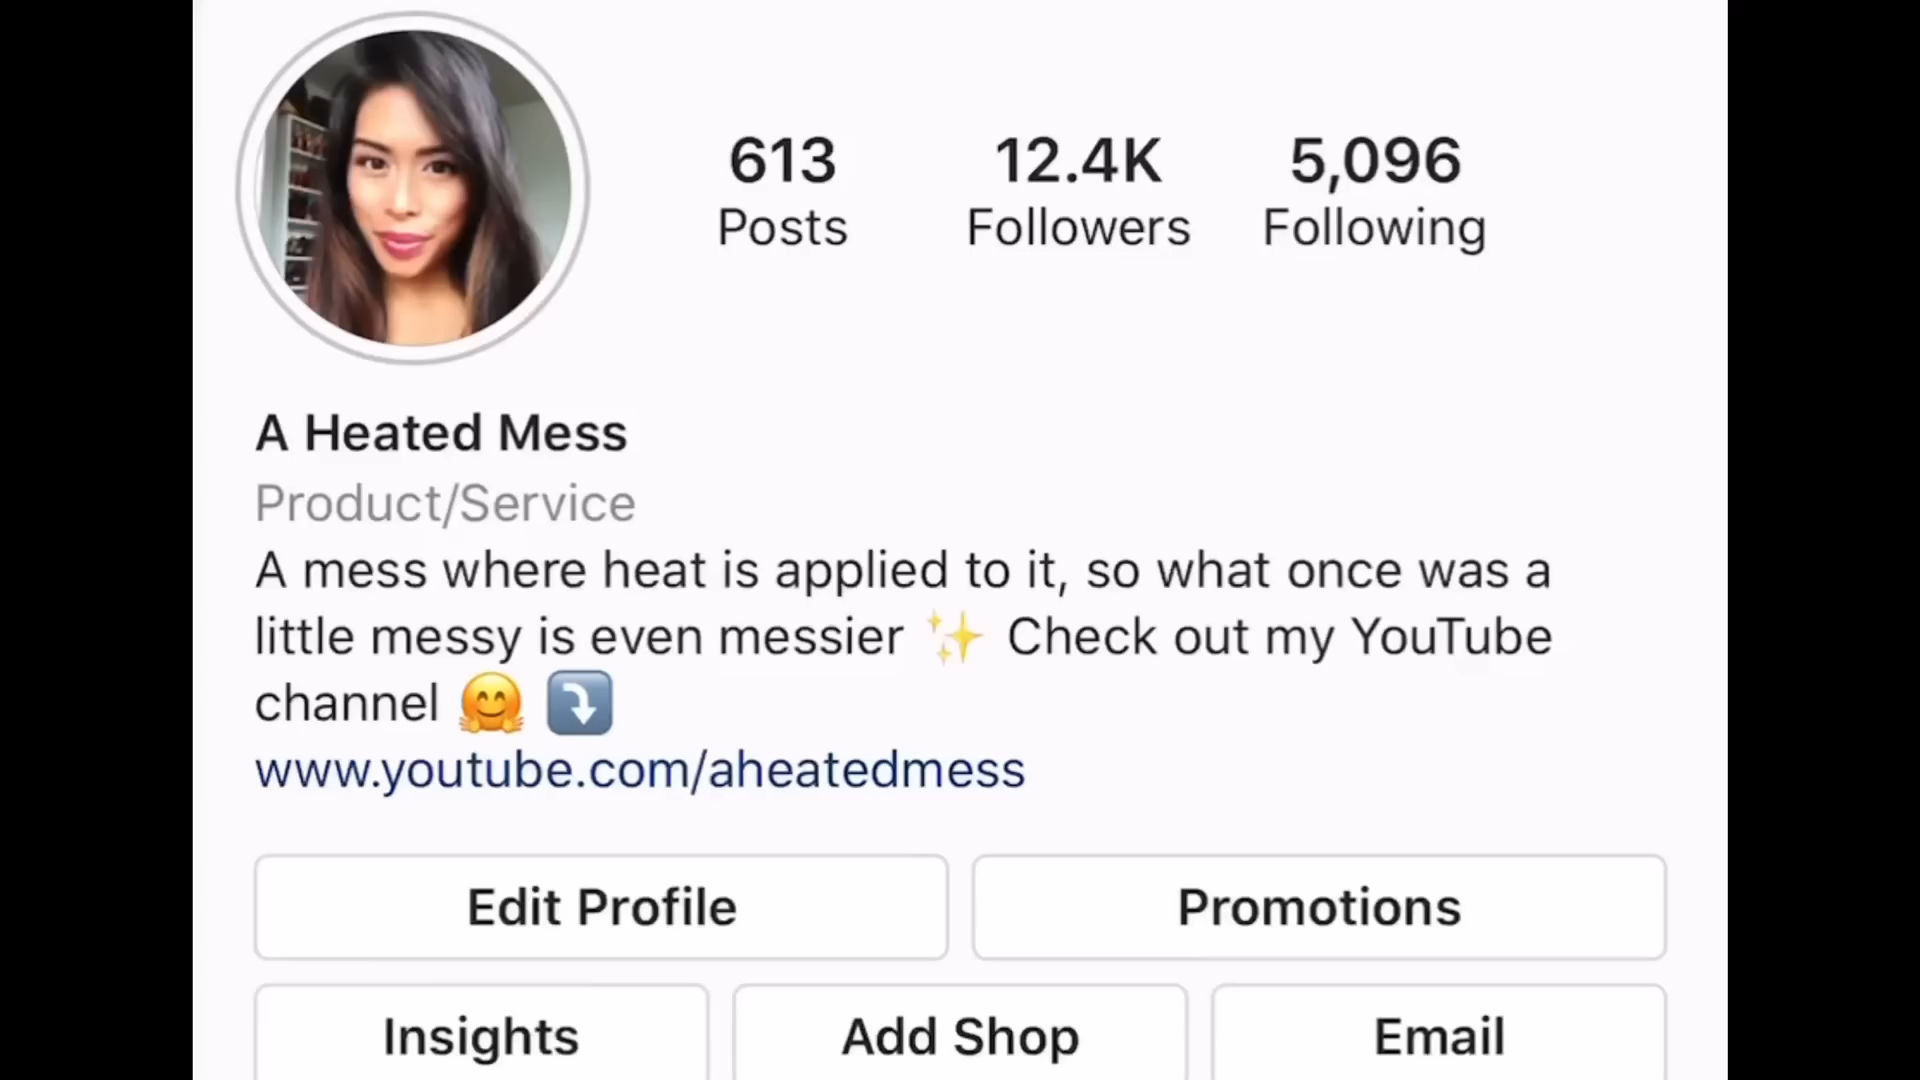 613 12.4K 5,096
Posts Followers Following
A Heated Mess
Product/Service
A mess where heat is applied to it, so what once was a
little messy is even messier ✨ Check out my YouTube
channel 🤗 ⤵️
www.youtube.com/aheatedmess
Edit Profile Promotions
Insights Add Shop Email